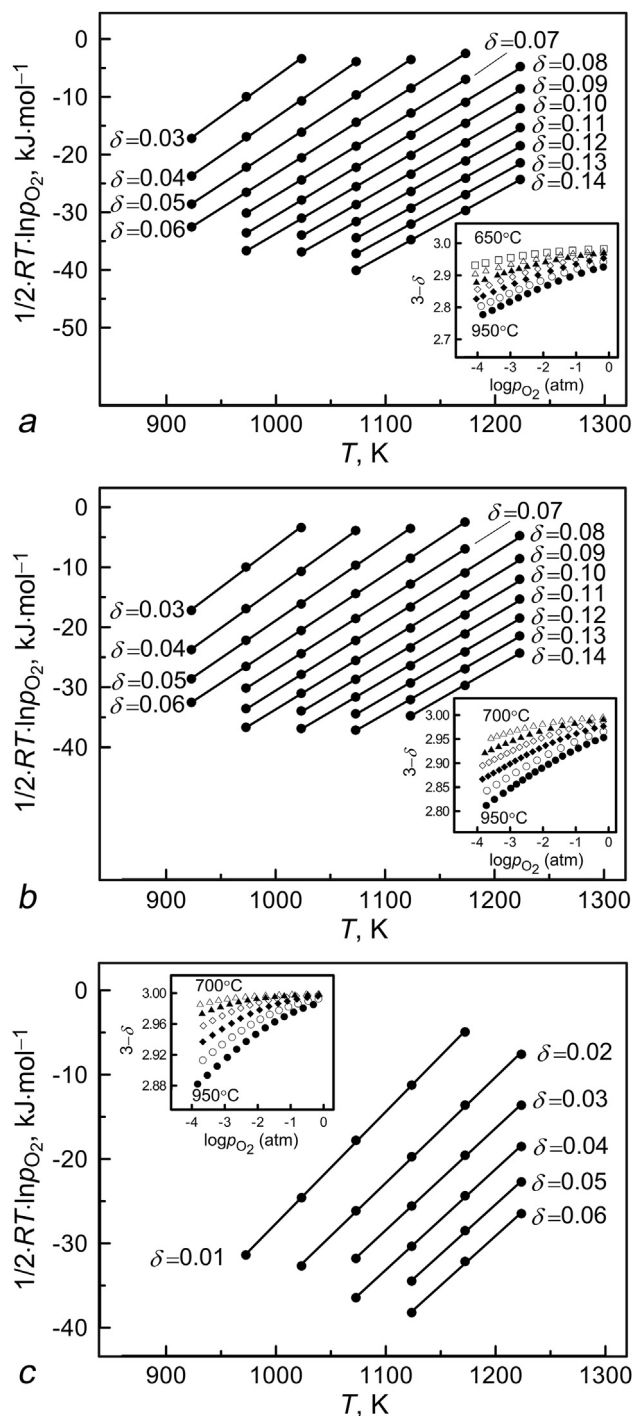 0
-10
-20
-30
-40
-50
1/2·RT·lnpO₂, kJ·mol⁻¹
δ=0.03
δ=0.04
δ=0.05
δ=0.06
δ=0.07
δ=0.08
δ=0.09
δ=0.10
δ=0.11
δ=0.12
δ=0.13
δ=0.14
3.0
2.9
2.8
2.7
3–δ
650°C
950°C
-4 -3 -2 -1 0
logpO₂ (atm)
900 1000 1100 1200 1300
T, K
a
0
-10
-20
-30
-40
1/2·RT·lnpO₂, kJ·mol⁻¹
δ=0.03
δ=0.04
δ=0.05
δ=0.06
δ=0.07
δ=0.08
δ=0.09
δ=0.10
δ=0.11
δ=0.12
δ=0.13
δ=0.14
3.00
2.95
2.90
2.85
2.80
3–δ
700°C
950°C
-4 -3 -2 -1 0
logpO₂ (atm)
900 1000 1100 1200 1300
T, K
b
0
-10
-20
-30
-40
1/2·RT·lnpO₂, kJ·mol⁻¹
3.00
2.96
2.92
2.88
3–δ
700°C
950°C
-4 -3 -2 -1 0
logpO₂ (atm)
δ=0.01
δ=0.02
δ=0.03
δ=0.04
δ=0.05
δ=0.06
900 1000 1100 1200 1300
T, K
c